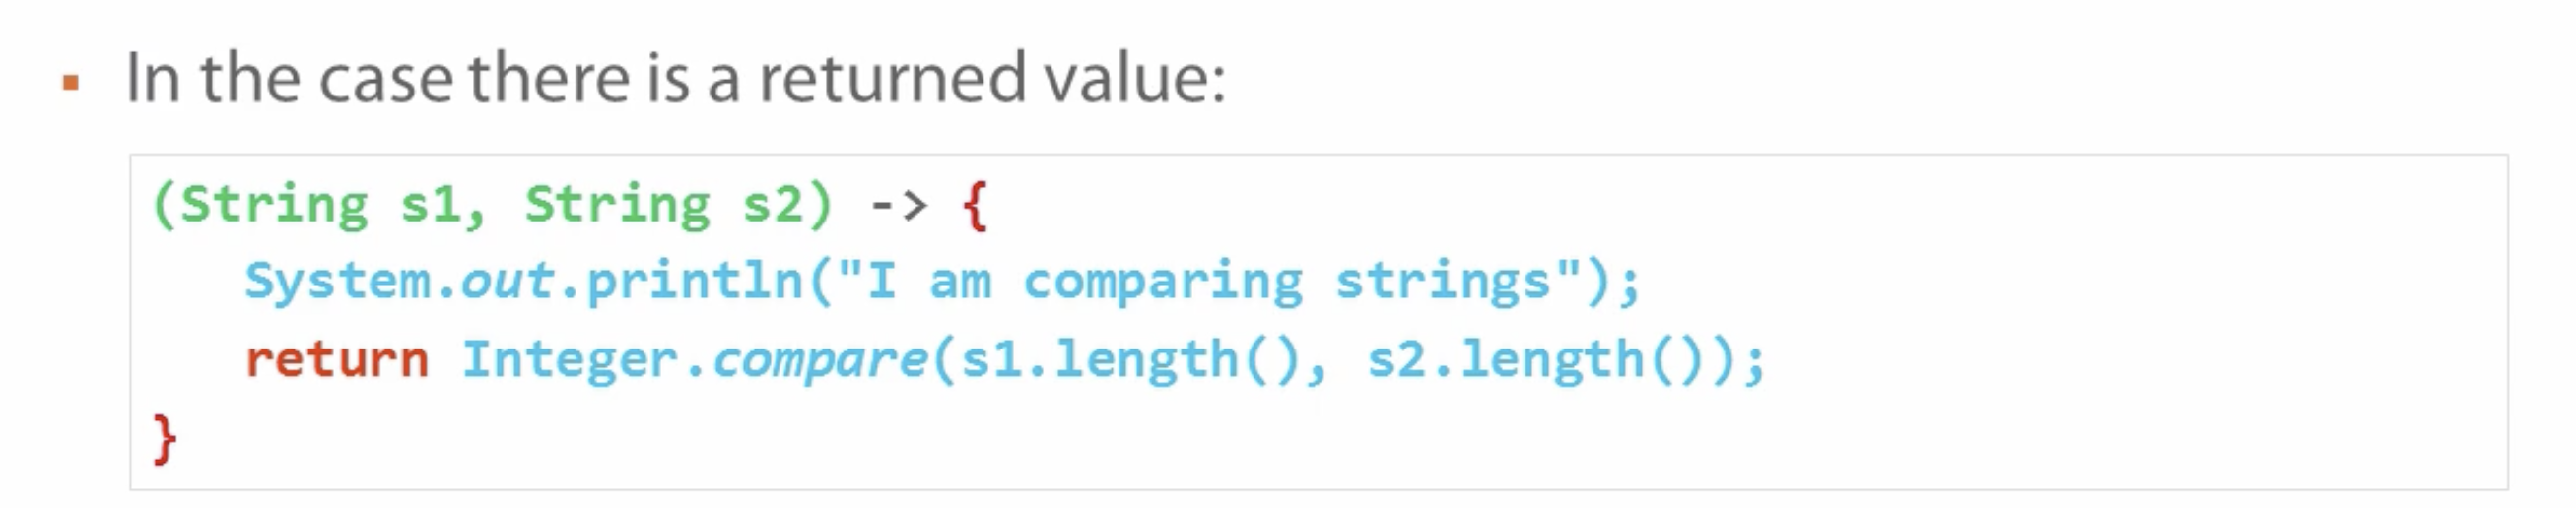 ▪ In the case there is a returned value:
(String s1, String s2) -> {
   System.out.println("I am comparing strings");
   return Integer.compare(s1.length(), s2.length());
}